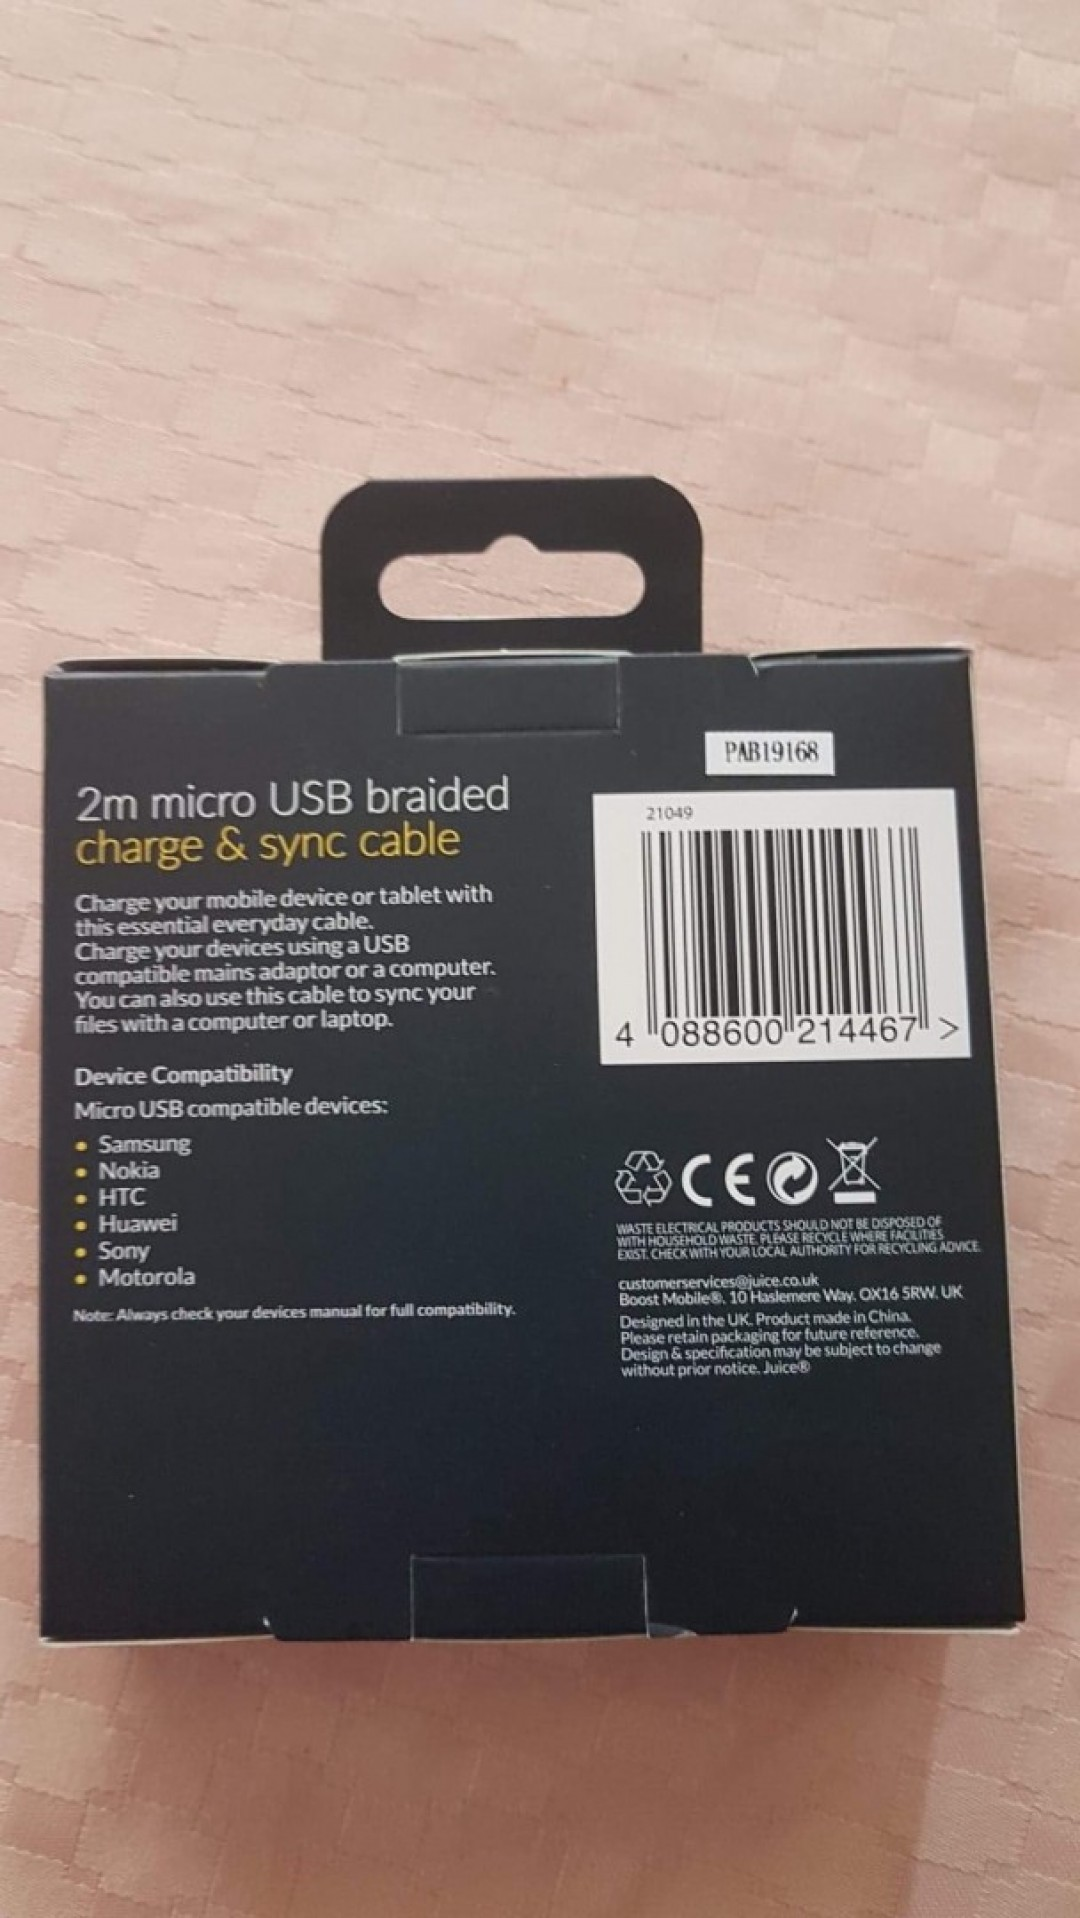 2m micro USB braided
charge & sync cable
Charge your mobile device or tablet with
this essential everyday cable.
Charge your devices using a USB
compatible mains adaptor or a computer.
You can also use this cable to sync your
files with a computer or laptop.
Device Compatibility
Micro USB compatible devices:
• Samsung
• Nokia
• HTC
• Huawei
• Sony
• Motorola
Note: Always check your devices manual for full compatibility.
PAB19168
21049
4 088600 214467 >
CE
WASTE ELECTRICAL PRODUCTS SHOULD NOT BE DISPOSED OF
WITH HOUSEHOLD WASTE. PLEASE RECYCLE WHERE FACILITIES
EXIST. CHECK WITH YOUR LOCAL AUTHORITY FOR RECYCLING ADVICE.
customerservices@juice.co.uk
Boost Mobile®. 10 Haslemere Way. OX16 5RW. UK
Designed in the UK. Product made in China.
Please retain packaging for future reference.
Design & specification may be subject to change
without prior notice. Juice®